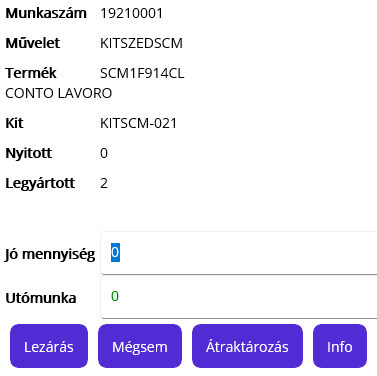 Munkaszám 19210001
Művelet KITSZEDSCM
Termék SCM1F914CL
CONTO LAVORO
Kit KITSCM-021
Nyitott 0
Legyártott 2
Jó mennyiség 0
Utómunka 0
Lezárás Mégsem Átraktározás Info